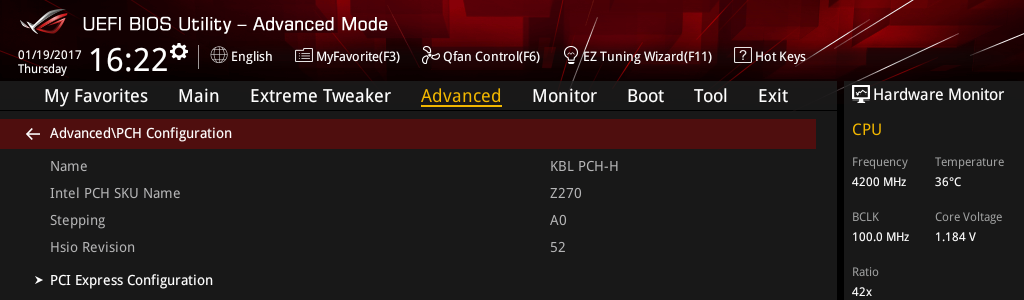 UEFI BIOS Utility – Advanced Mode
01/19/2017
Thursday
16:22
English
MyFavorite(F3)
Qfan Control(F6)
EZ Tuning Wizard(F11)
? Hot Keys
My Favorites Main Extreme Tweaker Advanced Monitor Boot Tool Exit
Hardware Monitor
← Advanced\PCH Configuration
Name KBL PCH-H
Intel PCH SKU Name Z270
Stepping A0
Hsio Revision 52
PCI Express Configuration
CPU
Frequency Temperature
4200 MHz 36°C
BCLK Core Voltage
100.0 MHz 1.184 V
Ratio
42x